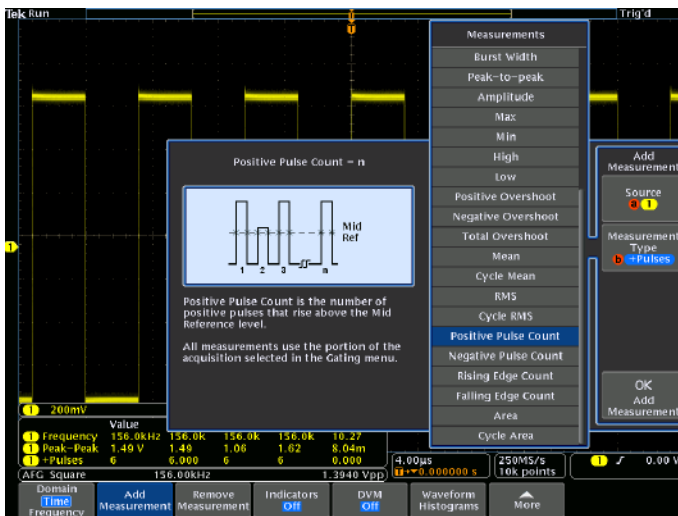 Tek Run
Trig'd
Measurements
Burst Width
Peak-to-peak
Amplitude
Max
Min
High
Low
Positive Overshoot
Negative Overshoot
Total Overshoot
Mean
Cycle Mean
RMS
Cycle RMS
Positive Pulse Count
Negative Pulse Count
Rising Edge Count
Falling Edge Count
Area
Cycle Area
Positive Pulse Count = n
Mid
Ref
1 2 3 n
Positive Pulse Count is the number of
positive pulses that rise above the Mid
Reference level.
All measurements use the portion of the
acquisition selected in the Gating menu.
Add
Measurement
Source
a 1
Measurement
Type
b +Pulses
OK
Add
Measurement
1
1 200mV
Value
1 Frequency 156.0kHz 156.0k 156.0k 156.0k 10.27
1 Peak-Peak 1.49 V 1.49 1.06 1.62 8.04m
1 +Pulses 6 6.000 6 6 0.000
AFG Square 156.00kHz 1.3940 Vpp
4.00µs
0.000000 s
250MS/s
10k points
1 0.00 V
Domain
Time
Frequency
Add
Measurement
Remove
Measurement
Indicators
Off
DVM
Off
Waveform
Histograms
More